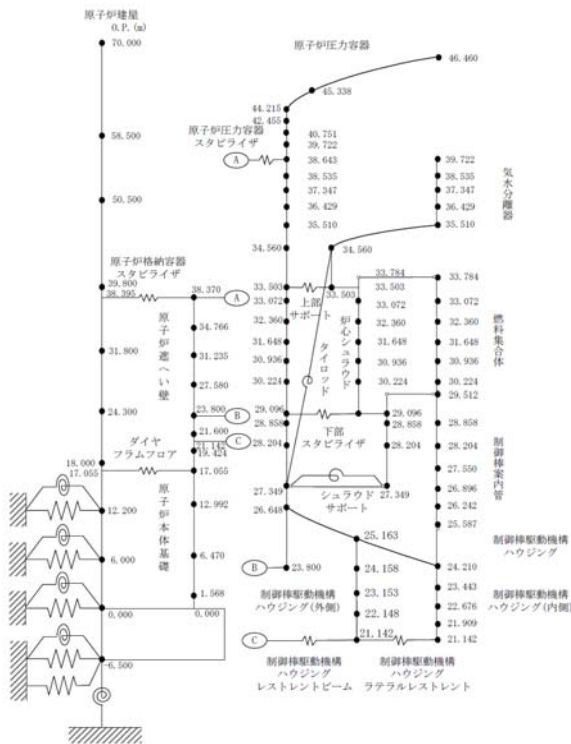 原子炉建屋
O.P.(m)
70.000
58.500
50.500
39.800
38.395
31.800
24.300
18.000
17.055
12.200
6.000
0.000
-6.500
原子炉格納容器
スタビライザ
38.370
A
34.766
31.235
27.580
23.800
B
21.600
C
21.142
19.424
17.055
12.992
6.470
1.568
0.000
原子炉遮へい壁
ダイヤ
フラムフロア
原子炉本体基礎
原子炉圧力容器
46.460
45.338
44.215
42.455
40.751
39.722
38.643
38.535
37.347
36.429
35.510
34.560
33.503
33.072
32.360
31.648
30.936
30.224
29.096
28.858
28.204
27.349
26.648
23.800
原子炉圧力容器
スタビライザ
A
B
C
上部
サポート
タイロッド
炉心シュラウド
34.560
33.503
33.784
33.503
33.072
32.360
31.648
30.936
30.224
29.096
28.858
28.204
27.349
下部
スタビライザ
シュラウド
サポート
39.722
38.535
37.347
36.429
35.510
気水分離器
33.784
33.072
32.360
31.648
30.936
30.224
29.512
燃料集合体
28.858
28.204
27.550
26.896
26.242
25.587
制御棒案内管
制御棒駆動機構
ハウジング
24.210
23.443
22.676
21.909
21.142
制御棒駆動機構
ハウジング(内側)
25.163
24.158
23.153
22.148
21.142
制御棒駆動機構
ハウジング(外側)
制御棒駆動機構
ハウジング
レストレントビーム
制御棒駆動機構
ハウジング
ラテラルレストレント